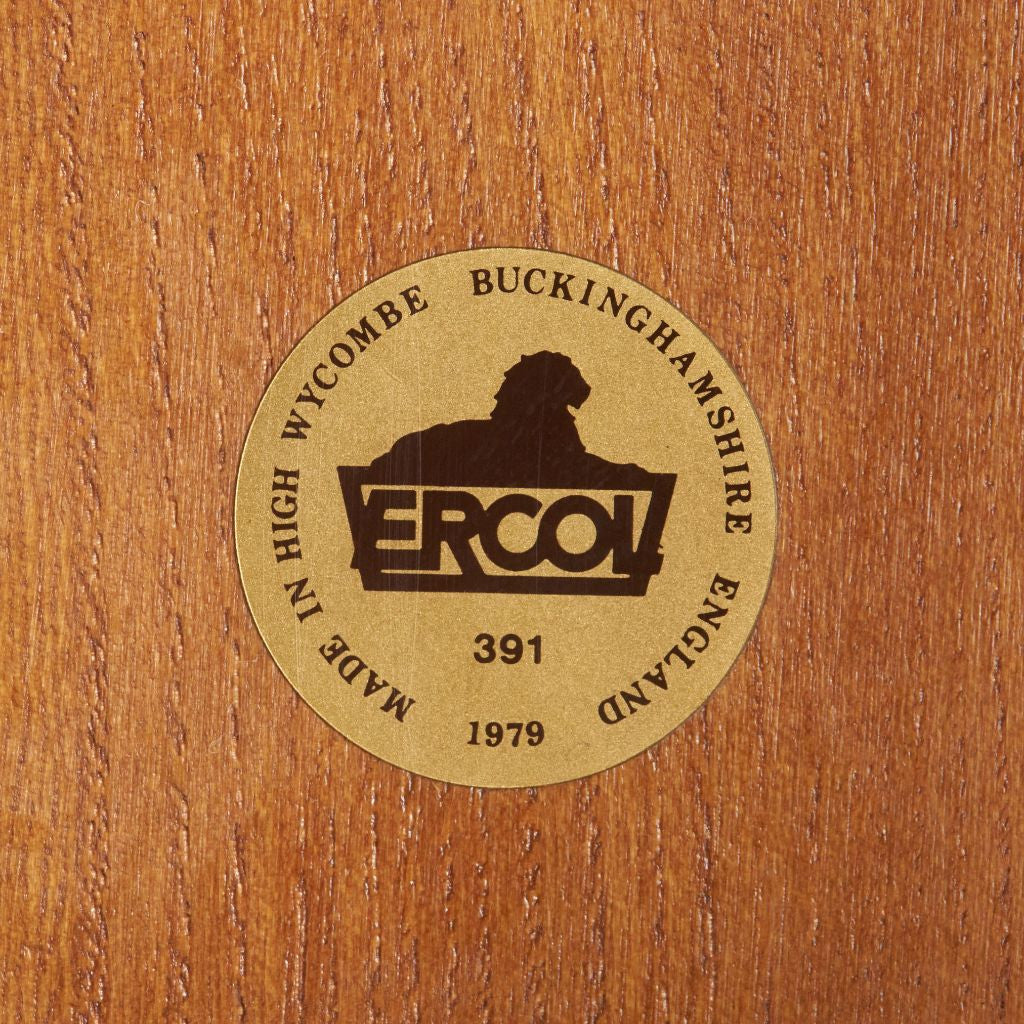 MADE IN HIGH WYCOMBE BUCKINGHAMSHIRE ENGLAND
ERCOL
391
1979